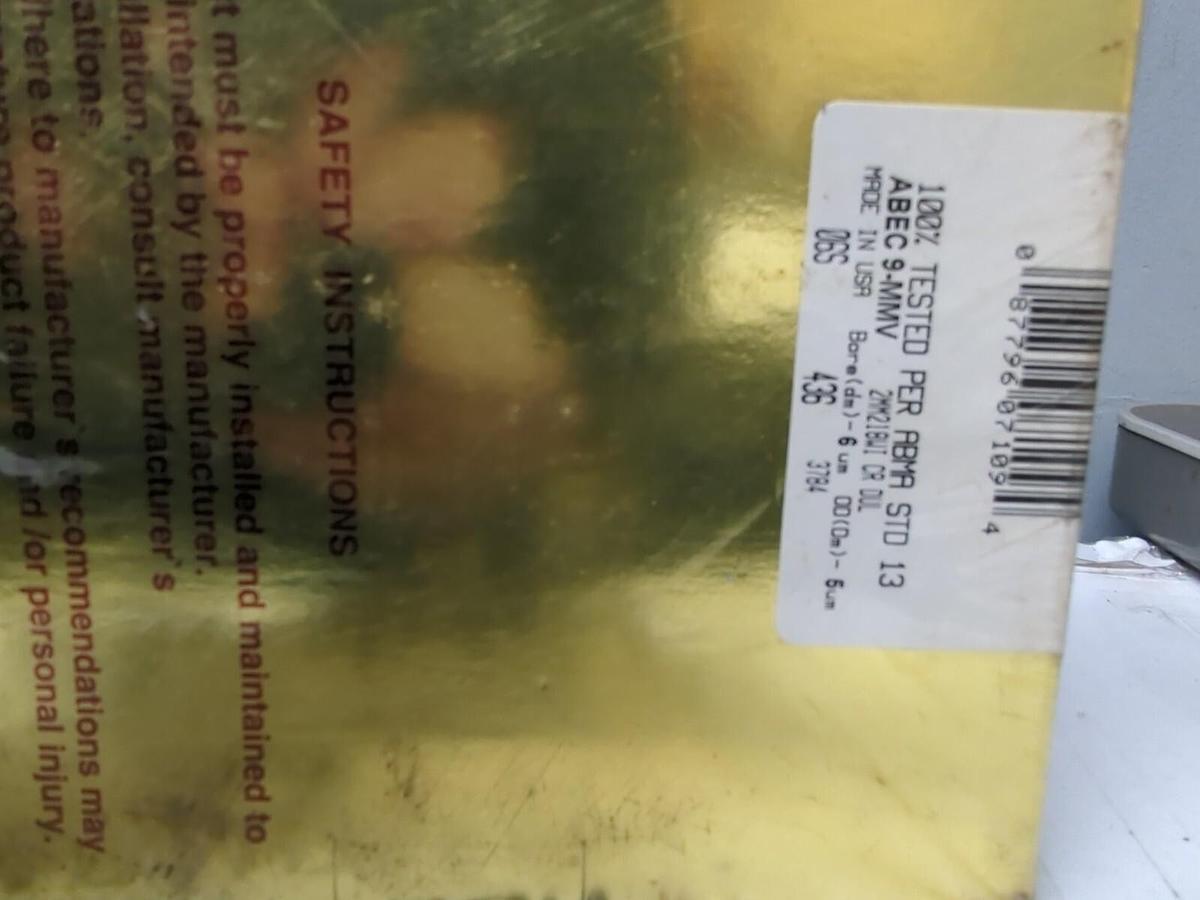 0 87796 07109 4
100% TESTED PER ABMA STD 13
ABEC 9-MMV 2MM218WI CR DUL
MADE IN USA Bore(dm)-6 um OD(Dm)-6um
06S 436 3784
SAFETY INSTRUCTIONS
t must be properly installed and maintained to
intended by the manufacturer.
llation, consult manufacturer`s
ations.
here to manufacturer`s recommendations may
product failure and /or personal injury.